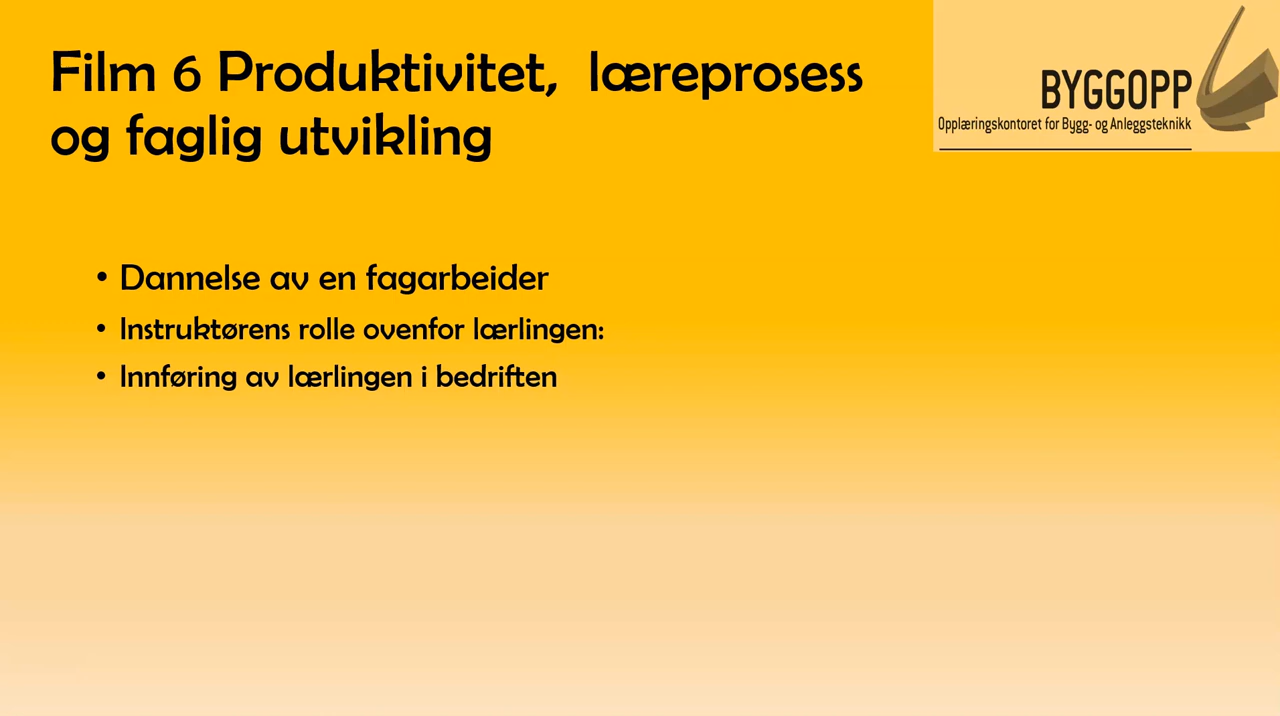 Film 6 Produktivitet,  læreprosess
og faglig utvikling
BYGGOPP
Opplæringskontoret for Bygg- og Anleggsteknikk
• Dannelse av en fagarbeider
• Instruktørens rolle ovenfor lærlingen:
• Innføring av lærlingen i bedriften